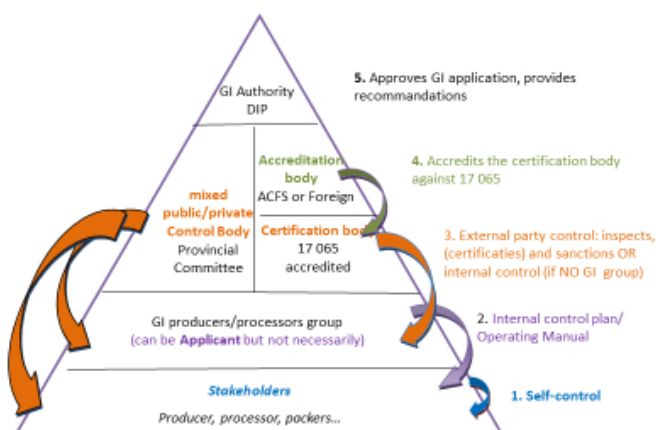 GI Authority
DIP
5. Approves GI application, provides
recommandations
Accreditation
body
ACFS or Foreign
4. Accredits the certification body
against 17 065
mixed
public/private
Control Body
Provincial
Committee
Certification bod
17 065
accredited
3. External party control: inspects,
(certificaties) and sanctions OR
internal control (if NO GI group)
GI producers/processors group
(can be Applicant but not necessarily)
2. Internal control plan/
Operating Manual
Stakeholders
Producer, processor, packers...
1. Self-control